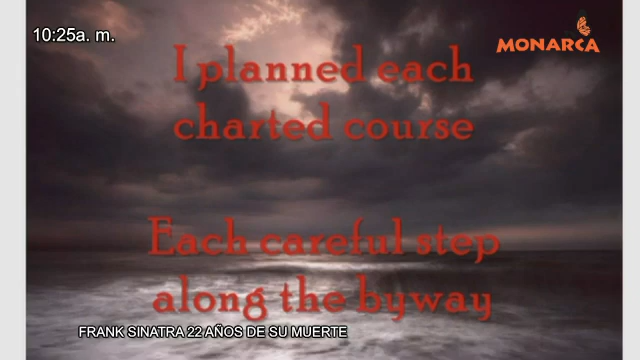 10:25a. m.
MONARCA
I planned each
charted course
Each careful step
along the byway
FRANK SINATRA 22 AÑOS DE SU MUERTE